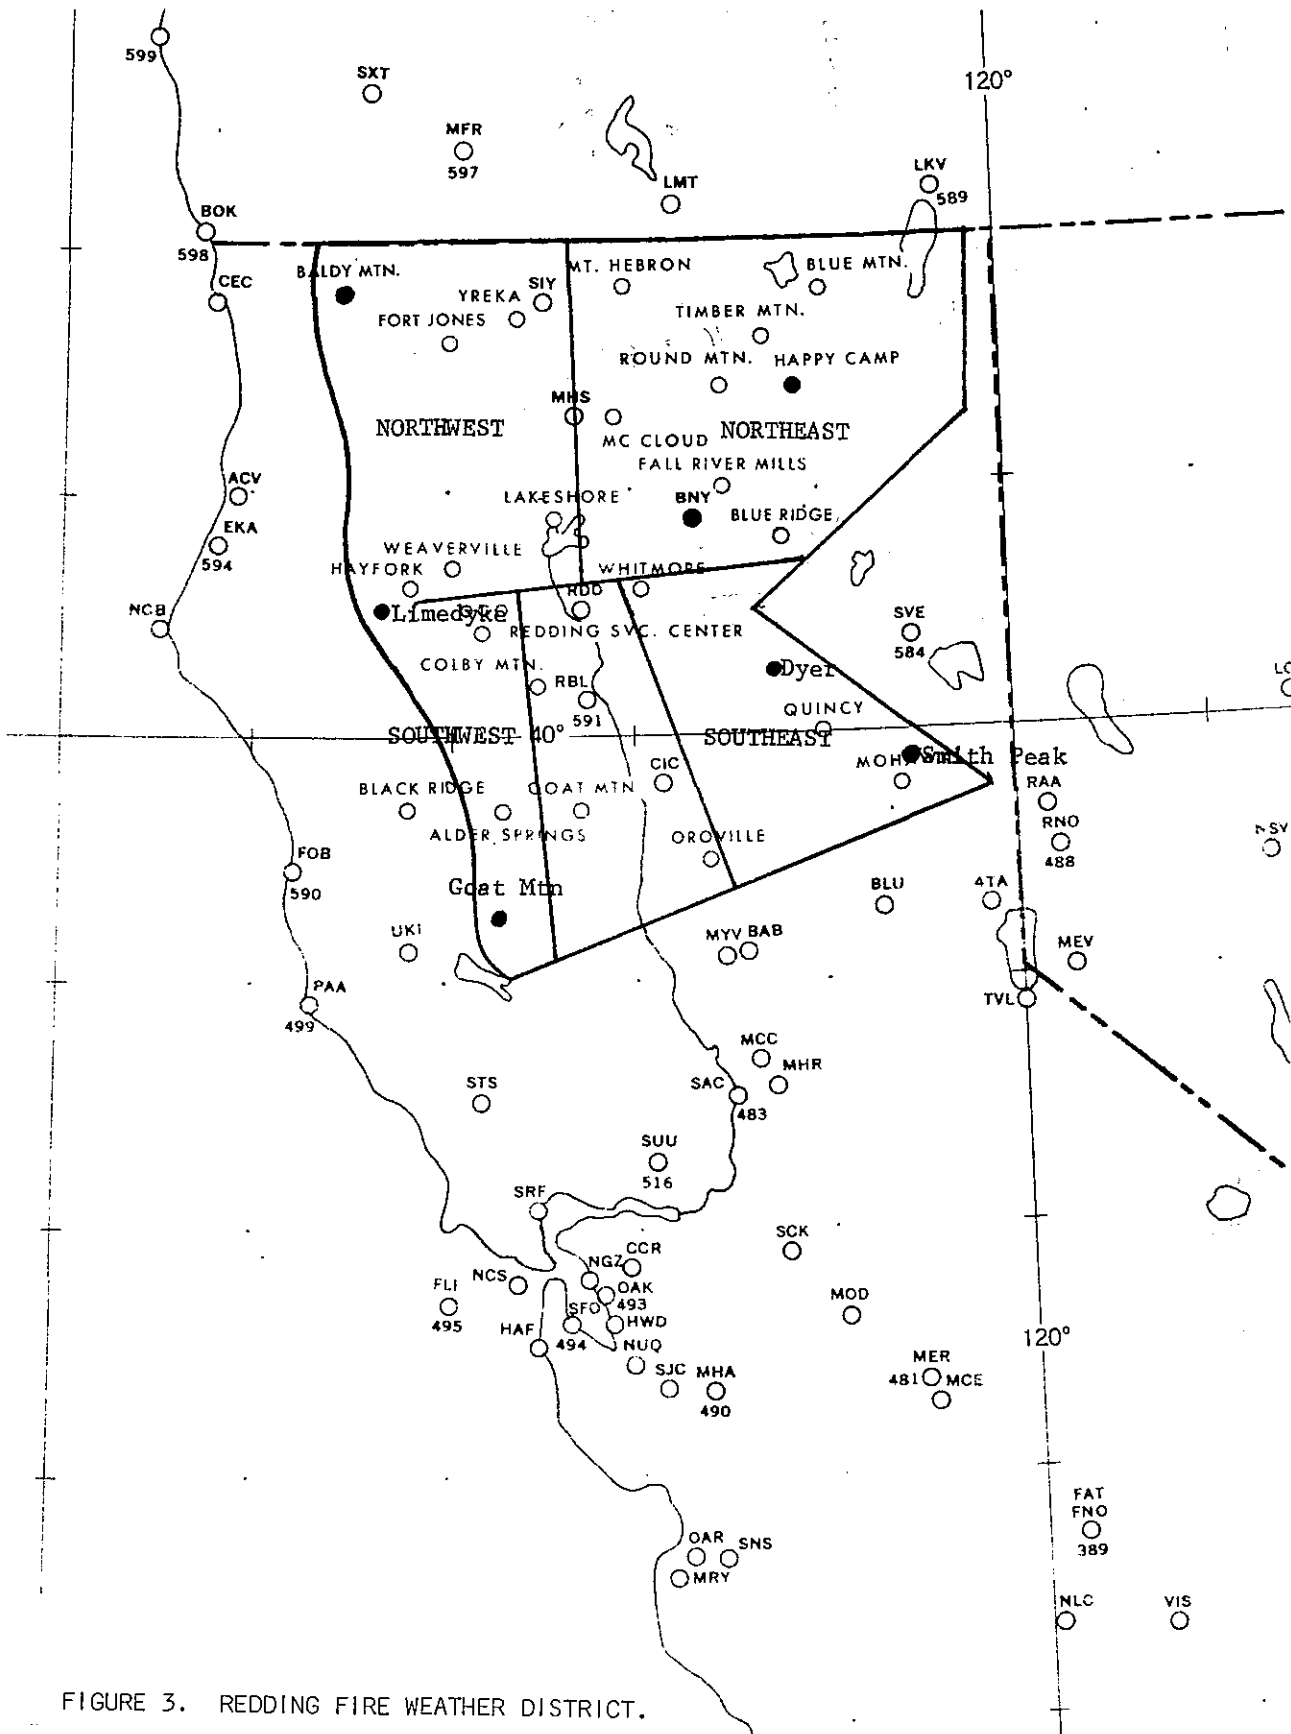 599
SXT
120°
MFR
597
LMT
LKV
589
BOK
598
CEC
BALDY MTN.
MT. HEBRON
BLUE MTN.
YREKA
SIY
FORT JONES
TIMBER MTN.
ROUND MTN.
HAPPY CAMP
MHS
NORTHWEST
MC CLOUD
NORTHEAST
FALL RIVER MILLS
ACV
LAKESHORE
BNY
BLUE RIDGE
EKA
594
WEAVERVILLE
HAYFORK
WHITMORE
NCB
Limedyke
RDD
REDDING SVC. CENTER
SVE
584
COLBY MTN.
RBL
591
Dyer
QUINCY
SOUTHWEST
40°
SOUTHEAST
Smith Peak
CIC
BLACK RIDGE
GOAT MTN
RAA
ALDER SPRINGS
OROVILLE
RNO
488
SV
FOB
590
Goat Mtn
BLU
4TA
UKI
MYV
BAB
MEV
PAA
499
TVL
MCC
MHR
STS
SAC
483
SUU
516
SRF
SCK
NGZ
CCR
NCS
FLI
495
OAK
493
MOD
SFO
494
HWD
HAF
NUQ
120°
SJC
MHA
490
MER
481
MCE
FAT
FNO
389
OAR
SNS
MRY
NLC
VIS
FIGURE 3. REDDING FIRE WEATHER DISTRICT.